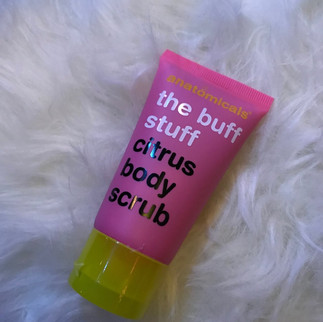 anatomicals
the buff
stuff
citrus
body
scrub